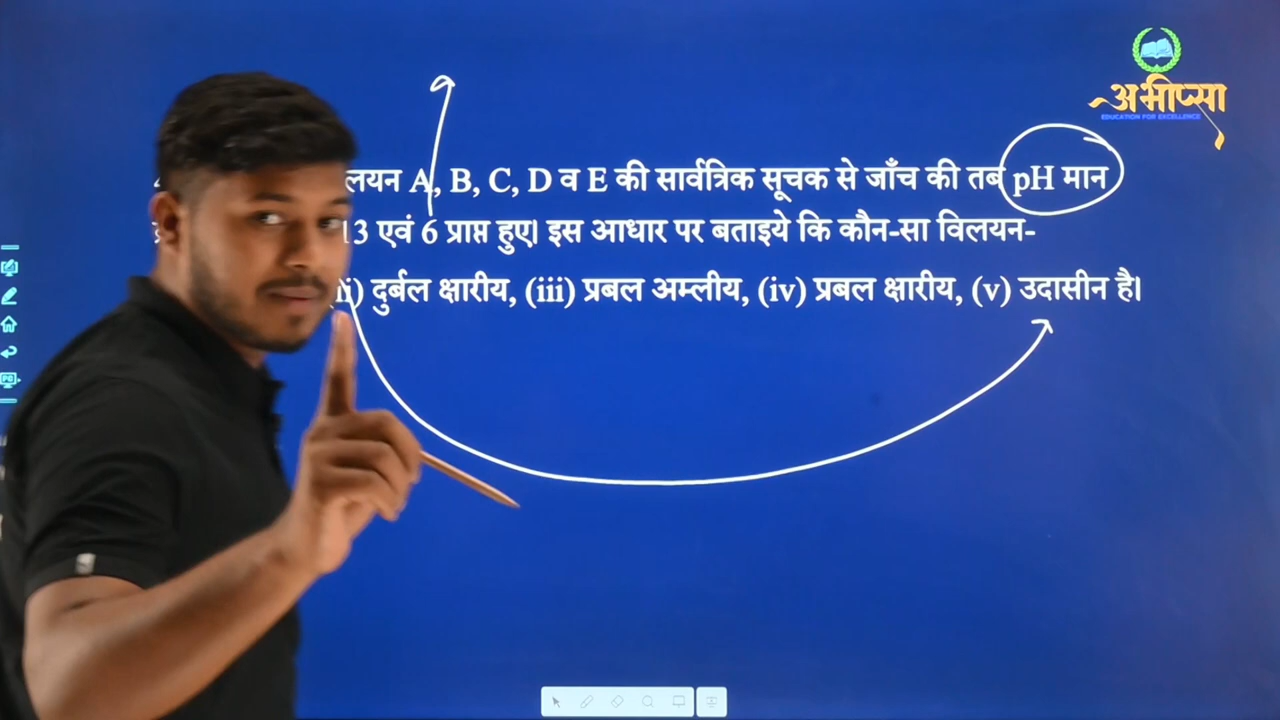 अभीप्सा
EDUCATION FOR EXCELLENCE
लयन A, B, C, D व E की सार्वत्रिक सूचक से जाँच की तब pH मान
13 एवं 6 प्राप्त हुए। इस आधार पर बताइये कि कौन-सा विलयन-
दुर्बल क्षारीय, (iii) प्रबल अम्लीय, (iv) प्रबल क्षारीय, (v) उदासीन है।